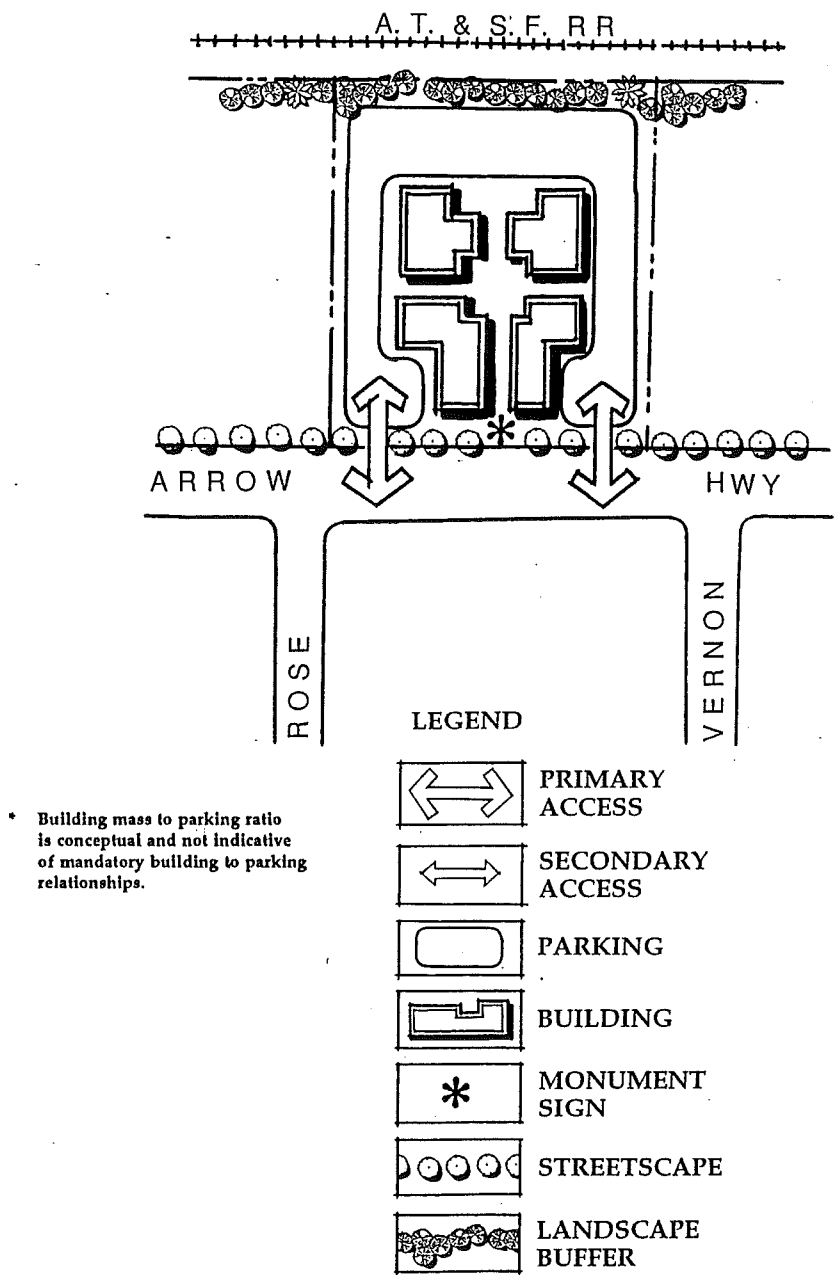 A. T. & S. F. RR
ARROW HWY
ROSE
VERNON
LEGEND
PRIMARY
ACCESS
SECONDARY
ACCESS
PARKING
BUILDING
MONUMENT
SIGN
STREETSCAPE
LANDSCAPE
BUFFER
* Building mass to parking ratio
is conceptual and not indicative
of mandatory building to parking
relationships.